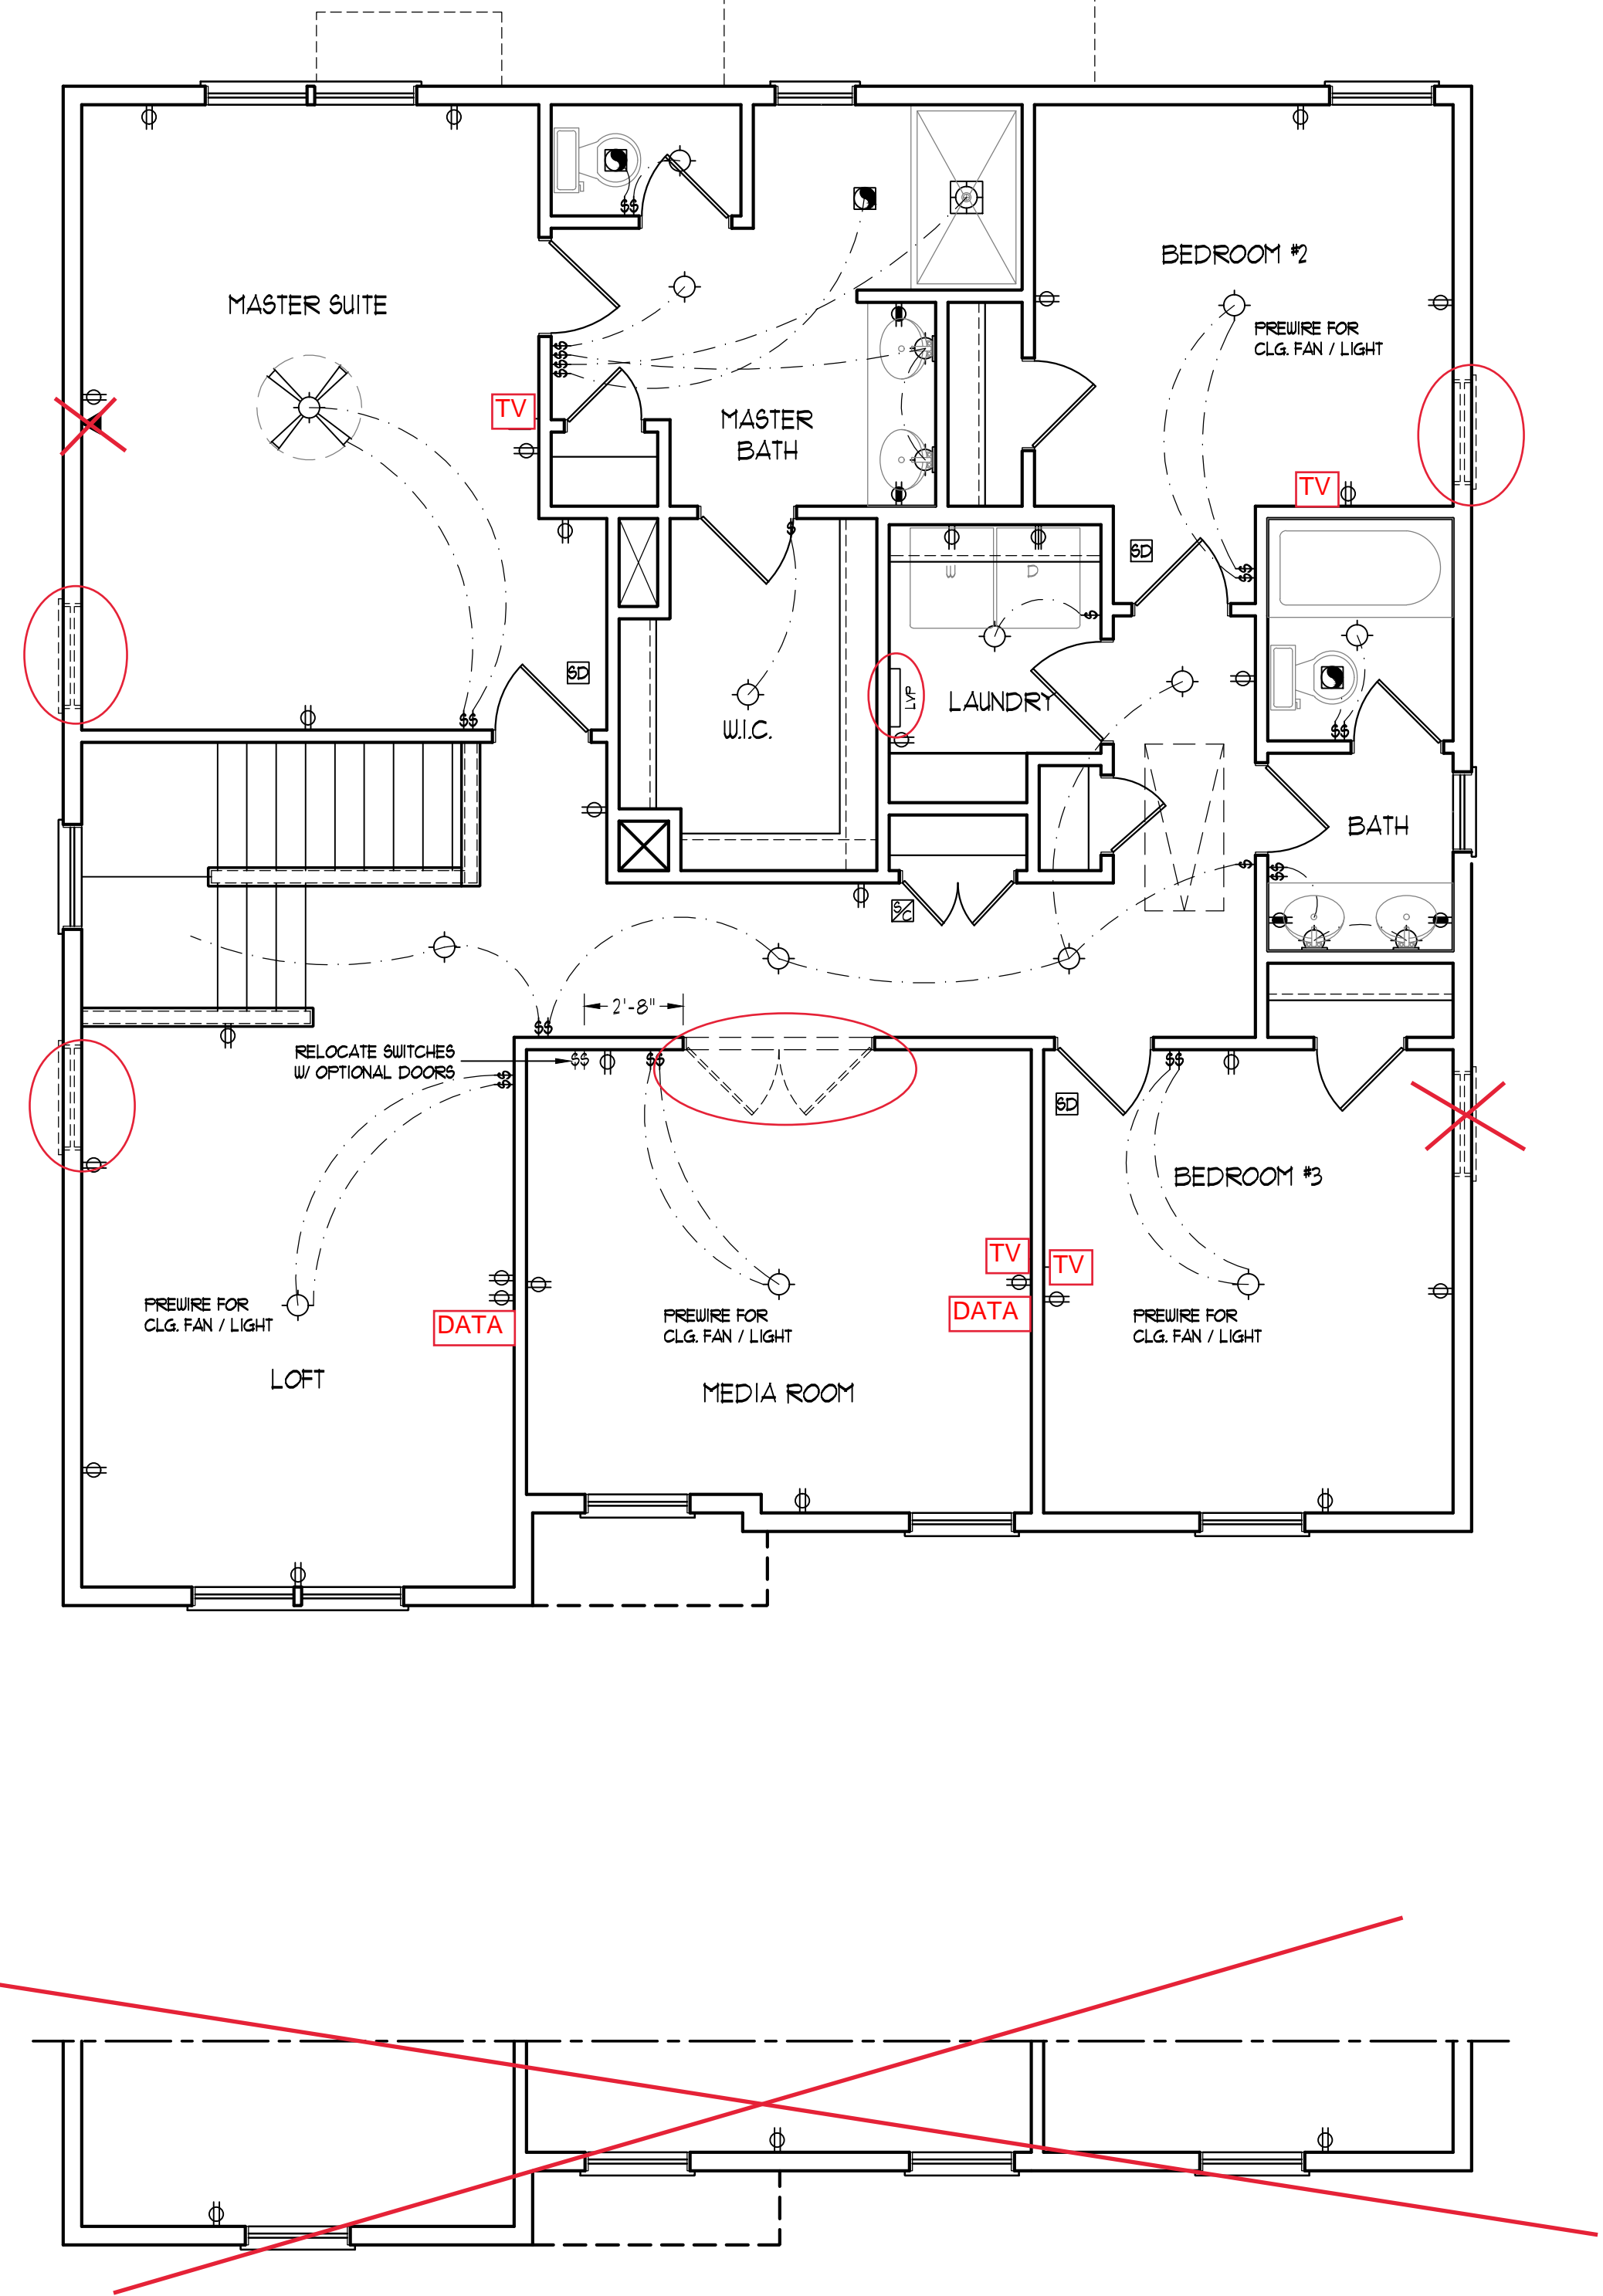 MASTER SUITE
BEDROOM #2
PREWIRE FOR
CLG. FAN / LIGHT
$$
TV
$$
$$
$$
$$
MASTER
BATH
TV
$
SD
$$
$$
W
D
$
SD
LVP
LAUNDRY
W.I.C.
$$
$$
BATH
$
$$
$$
S/C
2'-8"
$$
RELOCATE SWITCHES
W/ OPTIONAL DOORS
$$
$$
$$
$$
$$
SD
BEDROOM #3
TV
TV
DATA
DATA
PREWIRE FOR
CLG. FAN / LIGHT
PREWIRE FOR
CLG. FAN / LIGHT
PREWIRE FOR
CLG. FAN / LIGHT
LOFT
MEDIA ROOM